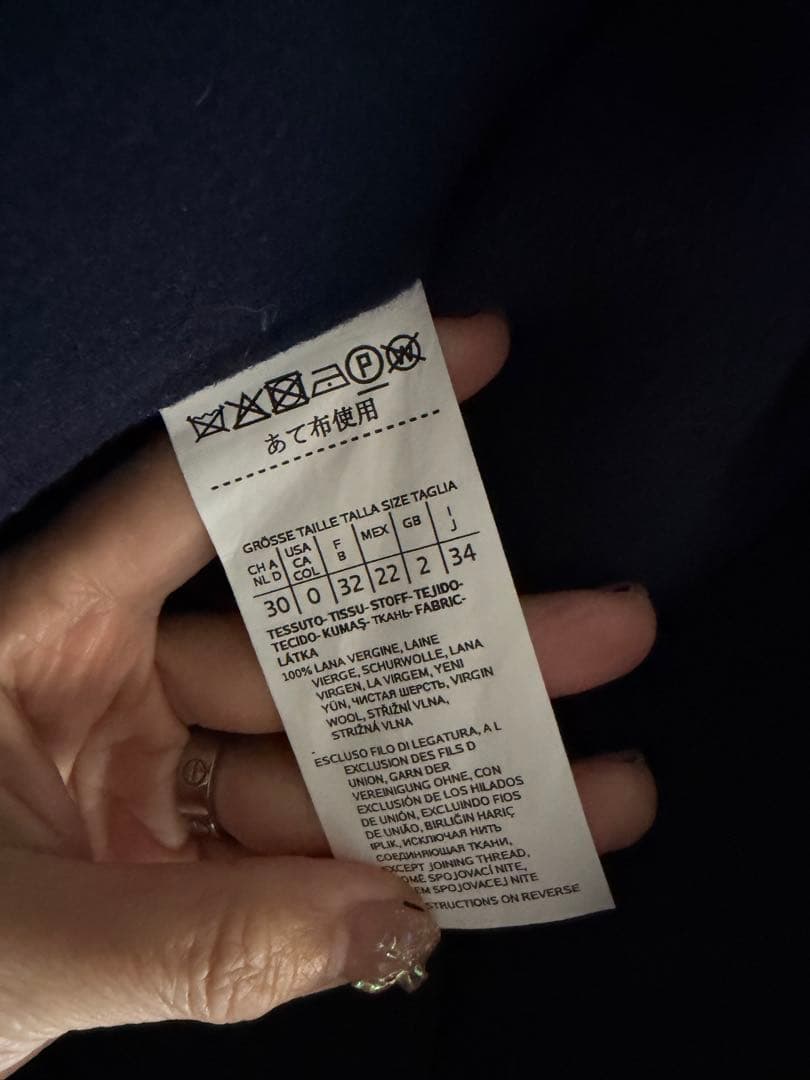 P W
あて布使用
GRÖSSE TAILLE TALLA SIZE TAGLIA
CH A NL D | USA CA COL | F B | MEX | GB | I J
30 | 0 | 32 | 22 | 2 | 34
TESSUTO- TISSU- STOFF- TEJIDO-
TECIDO- KUMAŞ- ТКАНЬ- FABRIC-
LÁTKA
100% LANA VERGINE, LAINE
VIERGE, SCHURWOLLE, LANA
VIRGEN, LA VIRGEM, YENI
YÜN, ЧИСТАЯ ШЕРСТЬ, VIRGIN
WOOL, STŘIŽNÍ VLNA,
STRIŽNÁ VLNA
ESCLUSO FILO DI LEGATURA, A L
EXCLUSION DES FILS D
UNION, GARN DER
VEREINIGUNG OHNE, CON
EXCLUSIÓN DE LOS HILADOS
DE UNIÓN, EXCLUINDO FIOS
DE UNIÃO, BIRLIĞIN HARIÇ
IPLIK, ИСКЛЮЧАЯ НИТЬ
СОЕДИНЯЮЩАЯ ТКАНИ,
EXCEPT JOINING THREAD,
SPOJOVACÍ NITE,
SPOJOVACEJ NITE
ON REVERSE